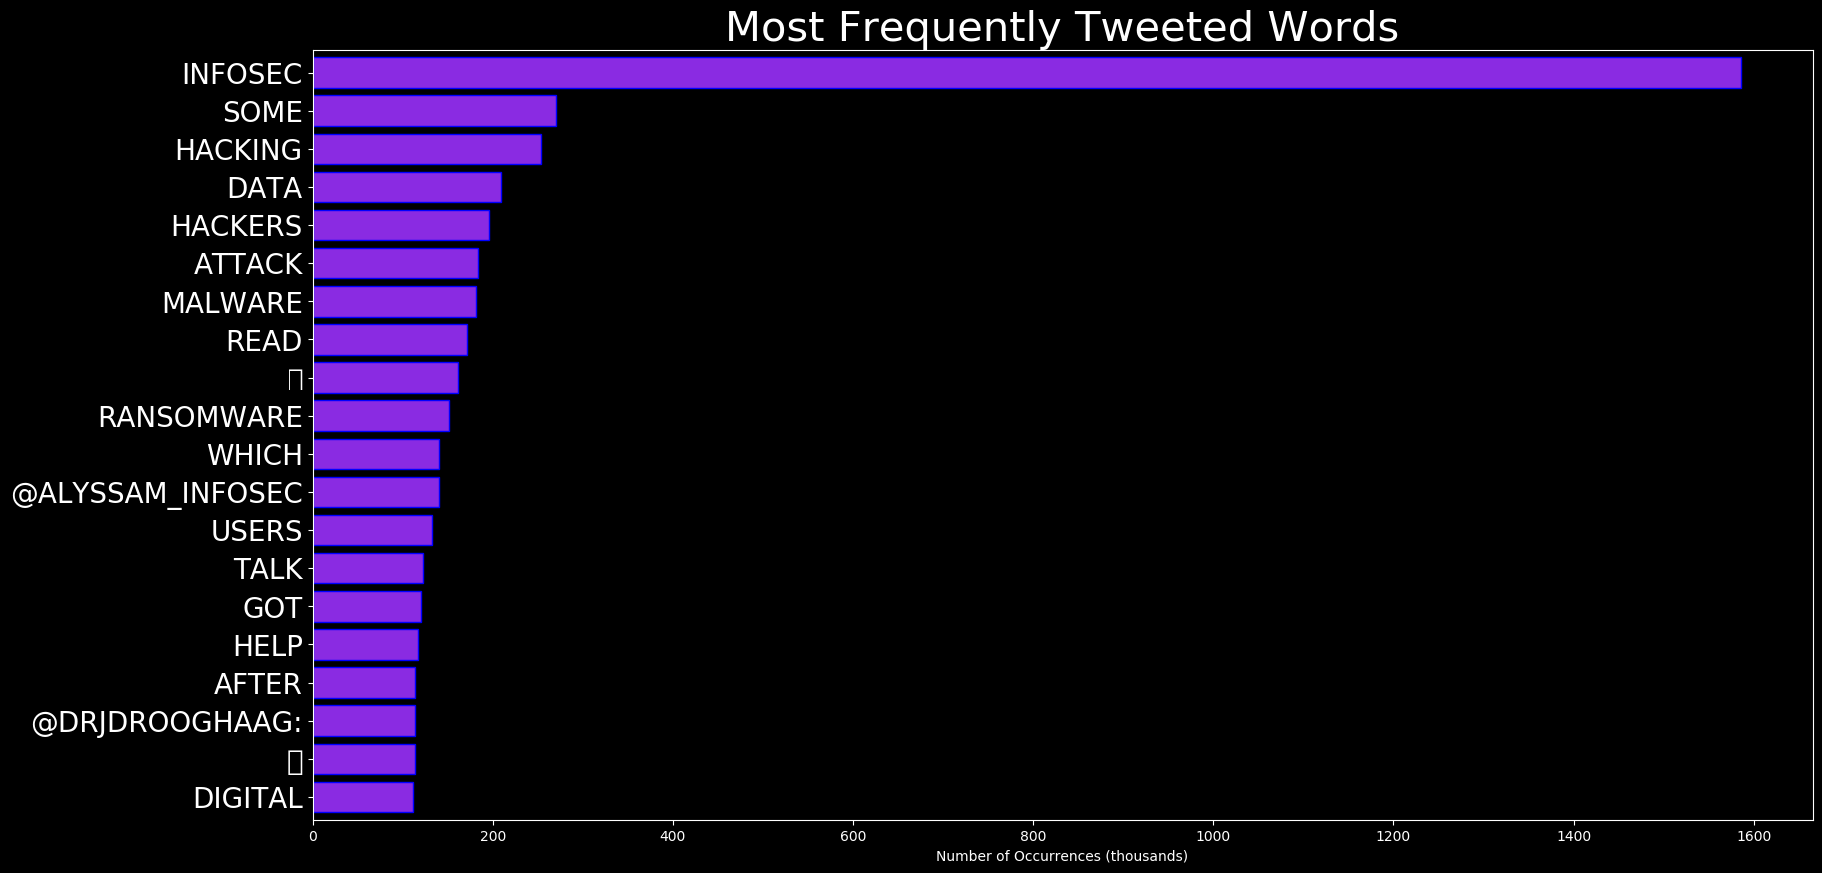 Most Frequently Tweeted Words
INFOSEC
SOME
HACKING
DATA
HACKERS
ATTACK
MALWARE
READ
RANSOMWARE
WHICH
@ALYSSAM_INFOSEC
USERS
TALK
GOT
HELP
AFTER
@DRJDROOGHAAG:
DIGITAL
0 200 400 600 800 1000 1200 1400 1600
Number of Occurrences (thousands)